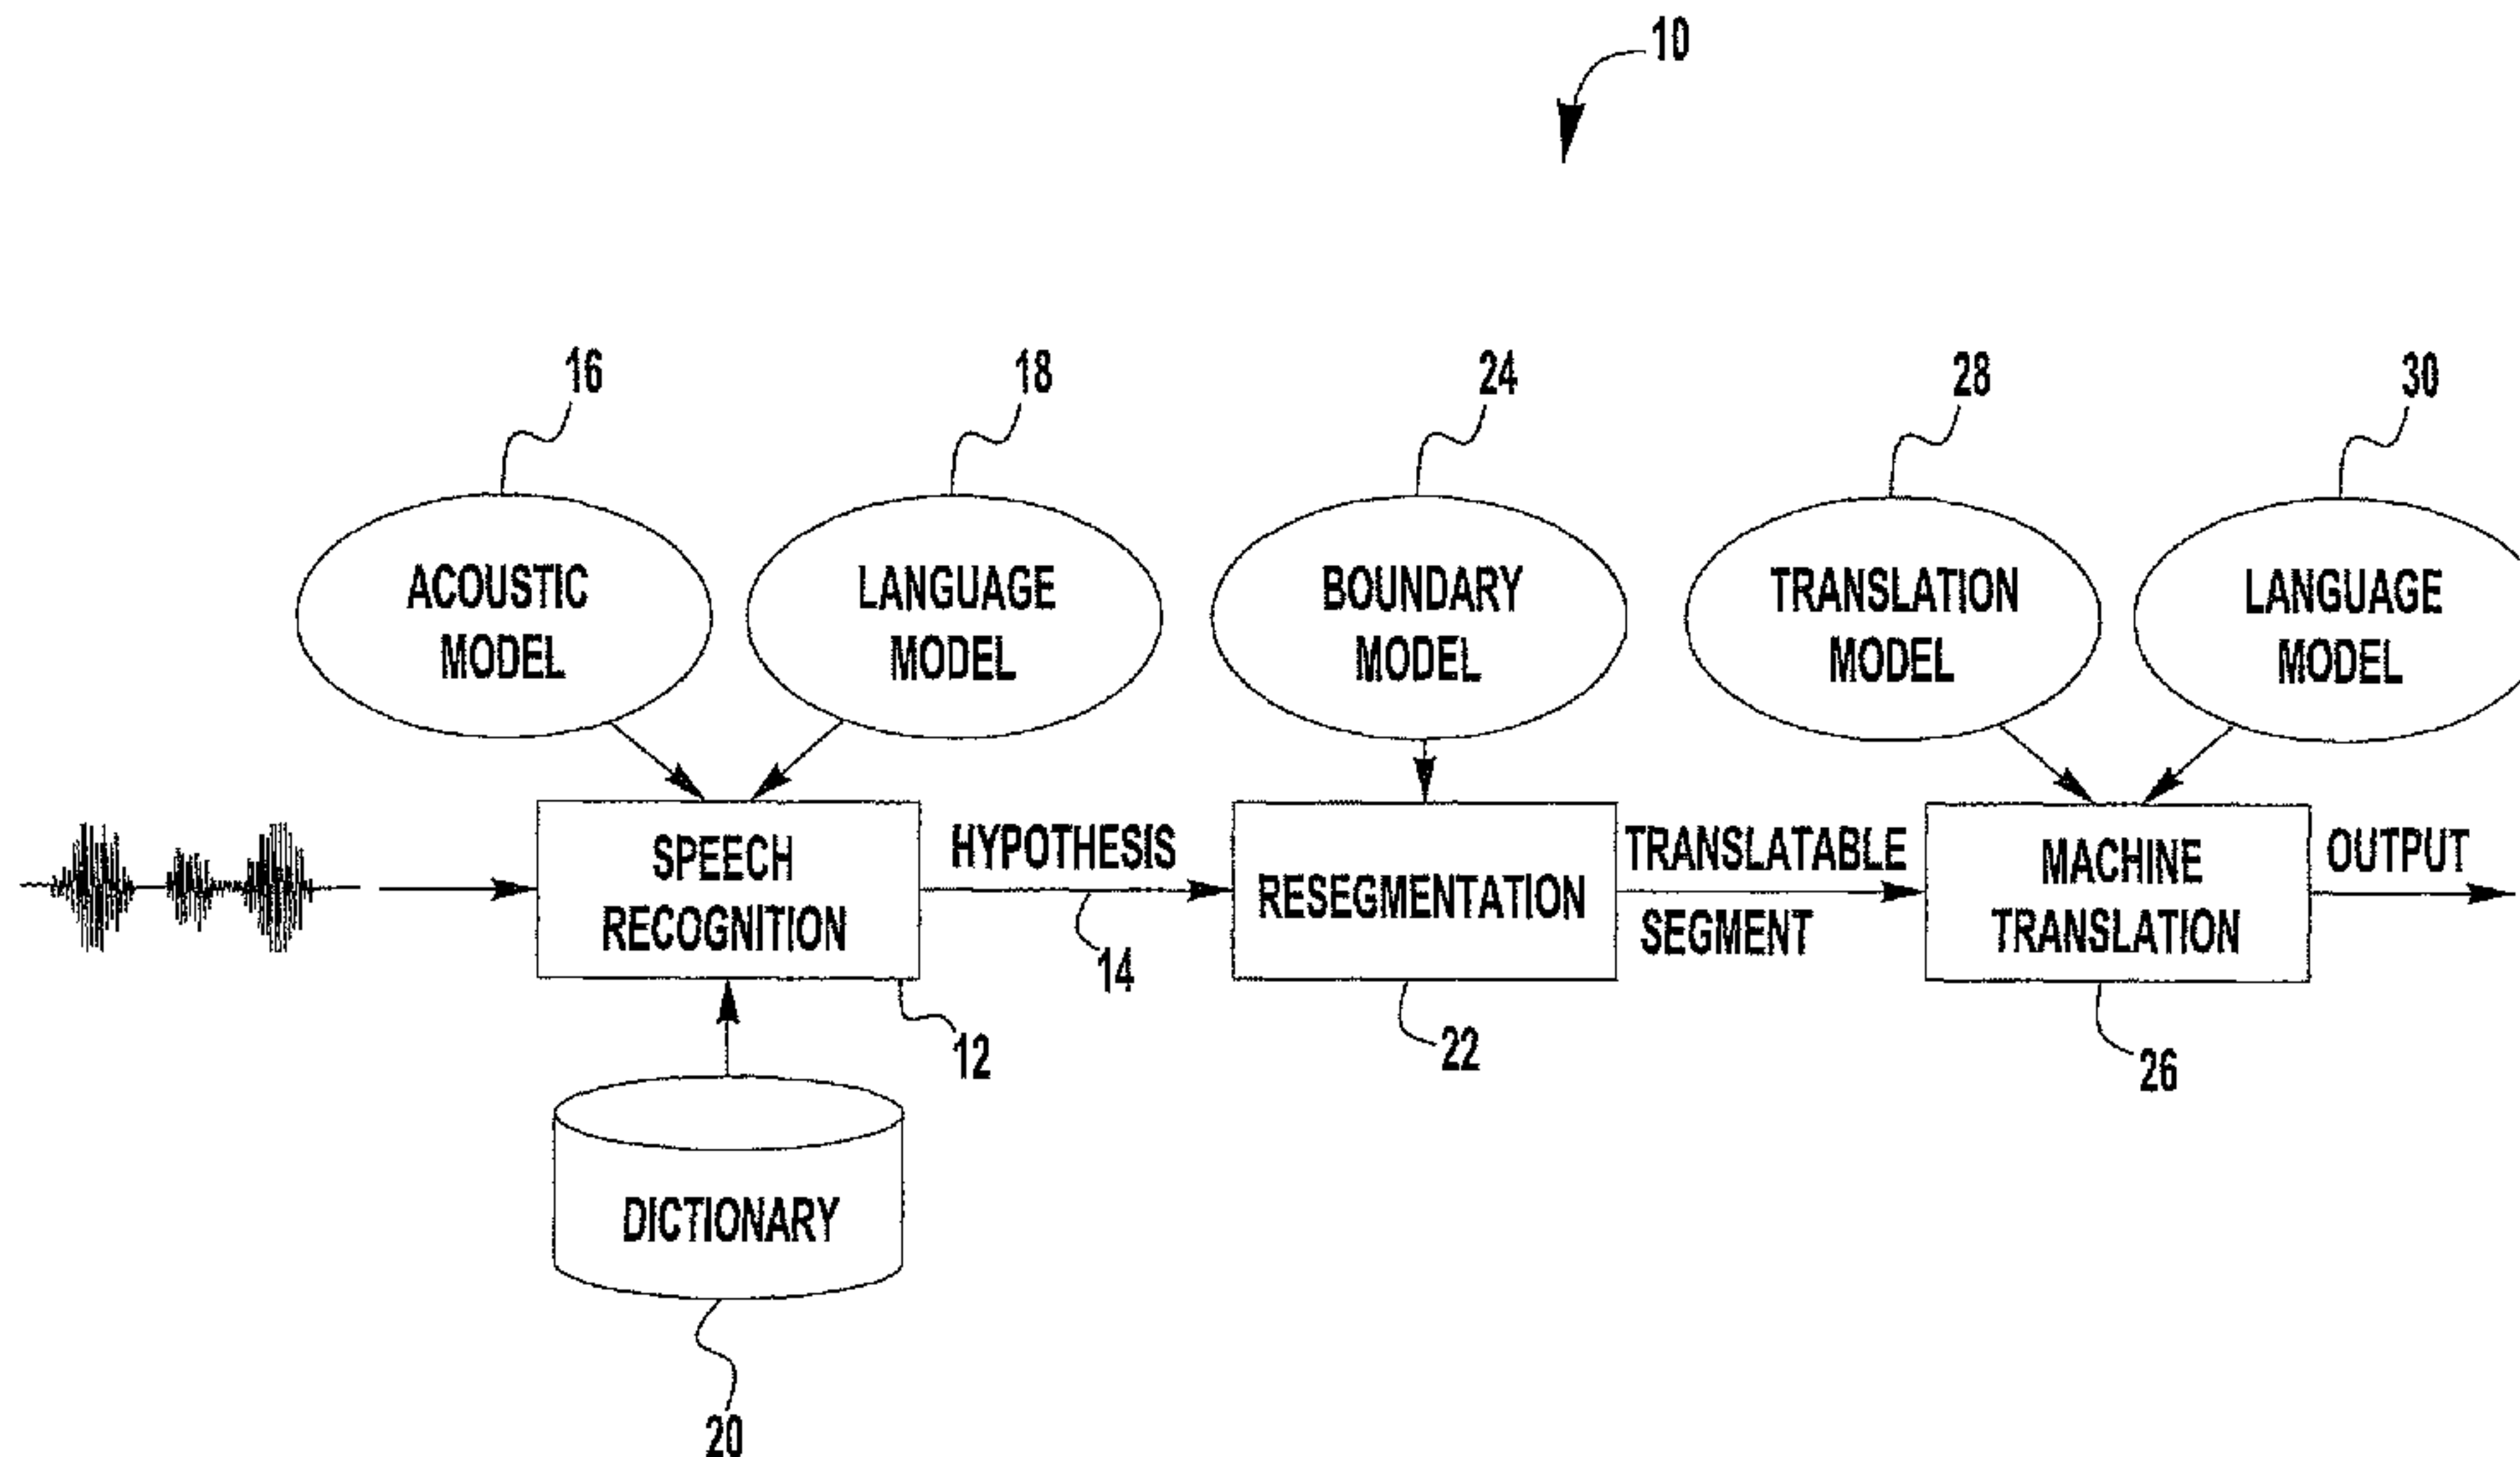 10
16
18
24
28
30
ACOUSTIC
MODEL
LANGUAGE
MODEL
BOUNDARY
MODEL
TRANSLATION
MODEL
LANGUAGE
MODEL
SPEECH
RECOGNITION
HYPOTHESIS
14
RESEGMENTATION
TRANSLATABLE
SEGMENT
MACHINE
TRANSLATION
OUTPUT
12
22
26
DICTIONARY
20